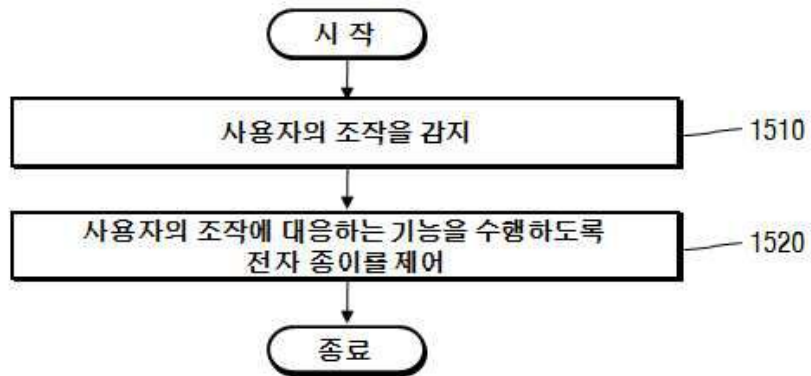 시 작
사용자의 조작을 감지
1510
사용자의 조작에 대응하는 기능을 수행하도록
전자 종이를 제어
1520
종료